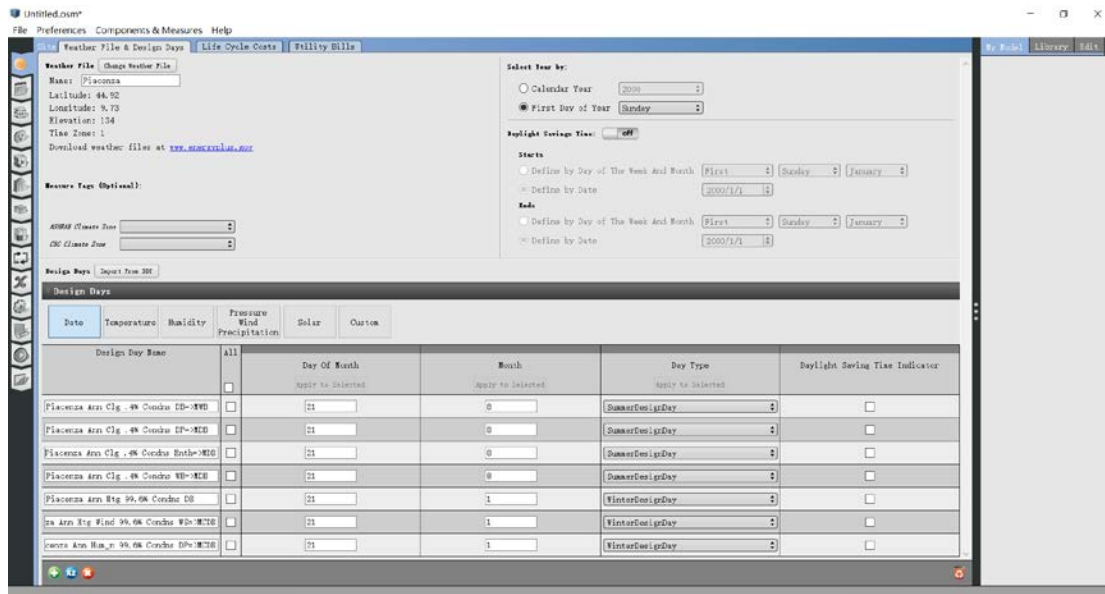 Untitled.osm*
File Preferences Components & Measures Help
Site Weather File & Design Days Life Cycle Costs Utility Bills
My Model Library Edit
Weather File Change Weather File
Name: Piacenza
Latitude: 44.92
Longitude: 9.73
Elevation: 134
Time Zone: 1
Download weather files at www.energyplus.gov
Measure Tags (Optional):
ASHRAE Climate Zone
CEC Climate Zone
Select Year by:
Calendar Year 2000
First Day of Year Sunday
Daylight Savings Time: off
Starts
Define by Day of The Week And Month First Sunday January
Define by Date 2000/1/1
Ends
Define by Day of The Week And Month First Sunday January
Define by Date 2000/1/1
Design Days Import From DDY
Design Days
Date Temperature Humidity Pressure Wind Precipitation Solar Custom
Design Day Name All Day Of Month Month Day Type Daylight Saving Time Indicator
Apply to Selected Apply to Selected Apply to Selected
Piacenza Ann Clg .4% Condns DB=>MWB 21 8 SummerDesignDay
Piacenza Ann Clg .4% Condns DP=>MDB 21 8 SummerDesignDay
Piacenza Ann Clg .4% Condns Enth=>MDB 21 8 SummerDesignDay
Piacenza Ann Clg .4% Condns WB=>MDB 21 8 SummerDesignDay
Piacenza Ann Htg 99.6% Condns DB 21 1 WinterDesignDay
za Ann Htg Wind 99.6% Condns WS=>MCDB 21 1 WinterDesignDay
cenza Ann Hum_n 99.6% Condns DP=>MCDB 21 1 WinterDesignDay